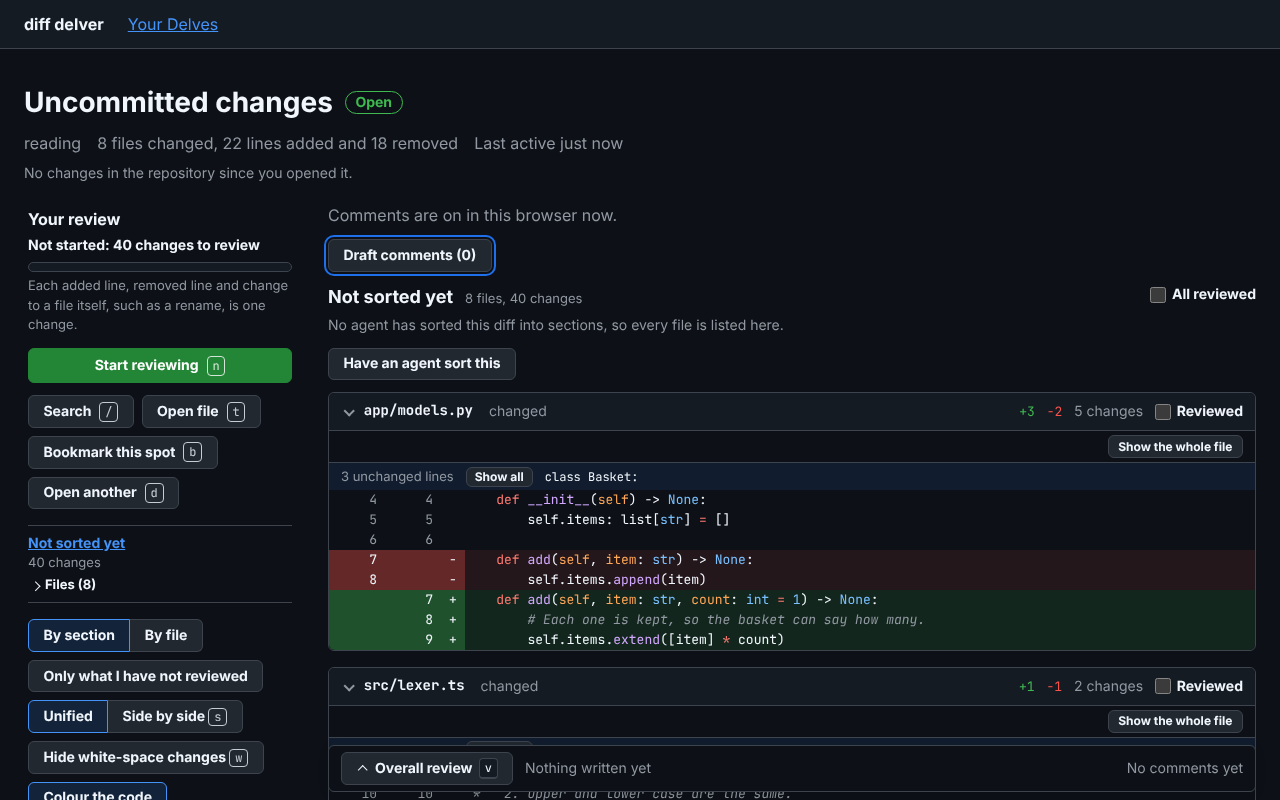 diff delver Your Delves
Uncommitted changes Open
reading 8 files changed, 22 lines added and 18 removed Last active just now
No changes in the repository since you opened it.
Your review
Not started: 40 changes to review
Each added line, removed line and change
to a file itself, such as a rename, is one
change.
Start reviewing n
Search / Open file t
Bookmark this spot b
Open another d
Not sorted yet
40 changes
Files (8)
By section By file
Only what I have not reviewed
Unified Side by side s
Hide white-space changes w
Colour the code
Comments are on in this browser now.
Draft comments (0)
Not sorted yet 8 files, 40 changes All reviewed
No agent has sorted this diff into sections, so every file is listed here.
Have an agent sort this
app/models.py changed +3 -2 5 changes Reviewed
Show the whole file
3 unchanged lines Show all class Basket:
4 4 def __init__(self) -> None:
5 5 self.items: list[str] = []
6 6
7 - def add(self, item: str) -> None:
8 - self.items.append(item)
7 + def add(self, item: str, count: int = 1) -> None:
8 + # Each one is kept, so the basket can say how many.
9 + self.items.extend([item] * count)
src/lexer.ts changed +1 -1 2 changes Reviewed
Show the whole file
Overall review v Nothing written yet No comments yet
10 10 * 2. Upper and lower case are the same.